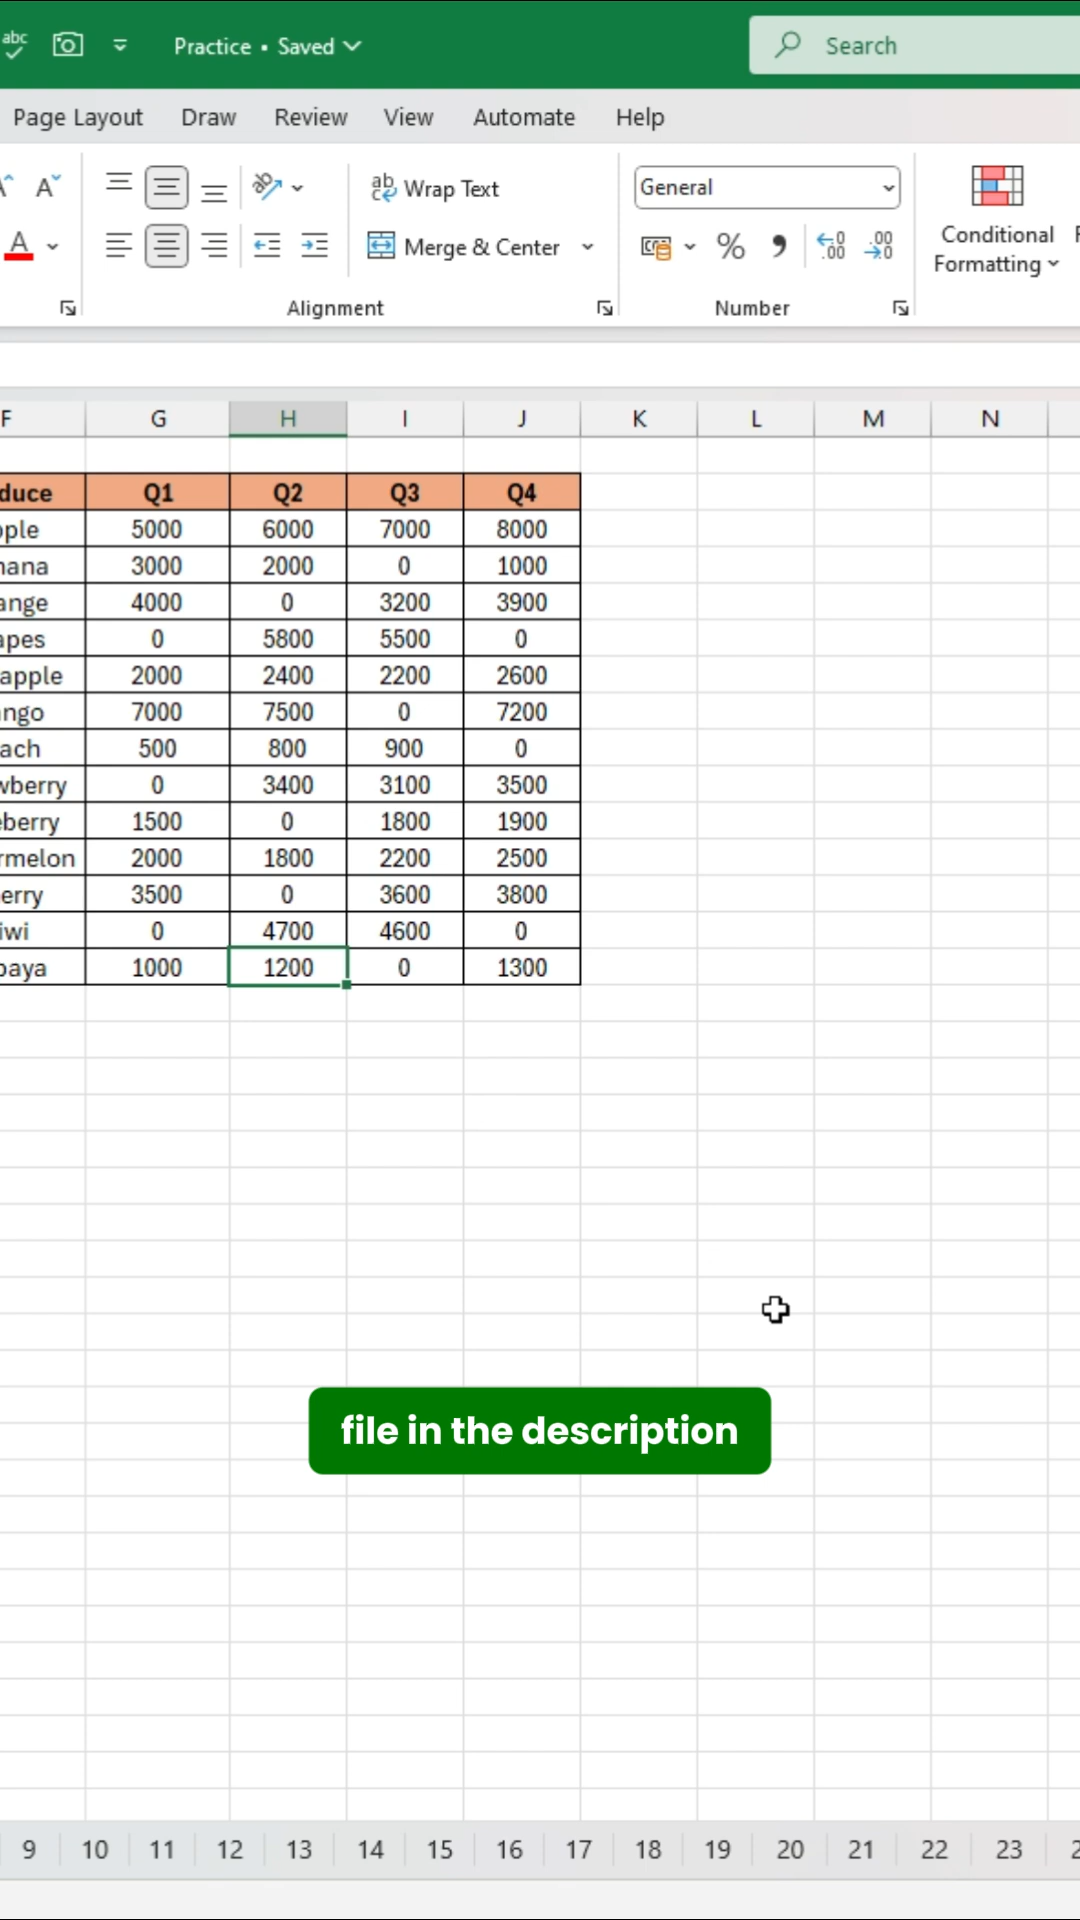 abc Practice • Saved Search
Page Layout Draw Review View Automate Help
Wrap Text General
A Merge & Center % Conditional
Formatting
Alignment Number
F G H I J K L M N
duce Q1 Q2 Q3 Q4
pple 5000 6000 7000 8000
nana 3000 2000 0 1000
ange 4000 0 3200 3900
apes 0 5800 5500 0
apple 2000 2400 2200 2600
ngo 7000 7500 0 7200
ach 500 800 900 0
wberry 0 3400 3100 3500
eberry 1500 0 1800 1900
rmelon 2000 1800 2200 2500
erry 3500 0 3600 3800
iwi 0 4700 4600 0
paya 1000 1200 0 1300
file in the description
9 10 11 12 13 14 15 16 17 18 19 20 21 22 23